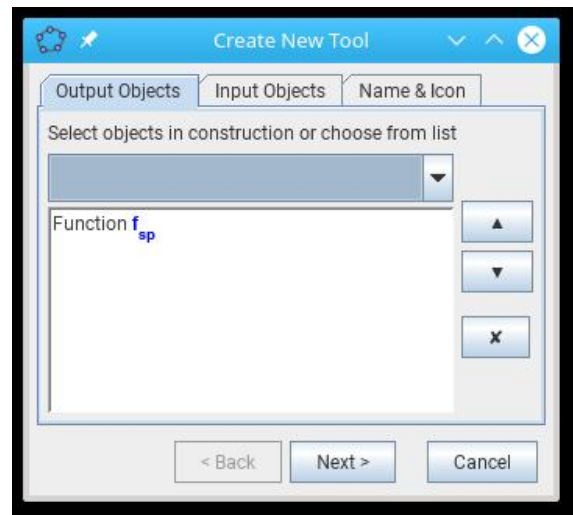 Create New Tool
Output Objects Input Objects Name & Icon
Select objects in construction or choose from list
Function fsp
< Back Next > Cancel